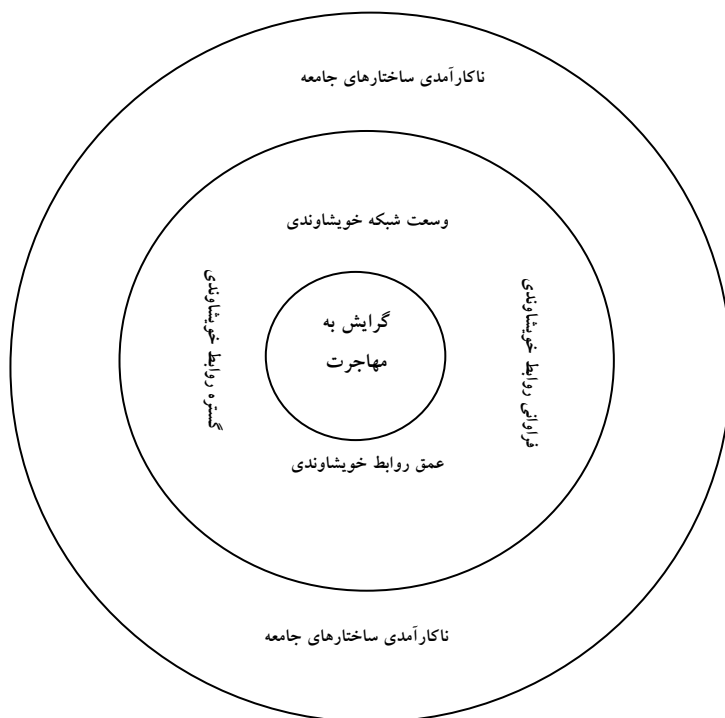 ناکارآمدی ساختارهای جامعه
وسعت شبکه خویشاوندی
فراوانی روابط خویشاوندی
گستره روابط خویشاوندی
گرایش به
مهاجرت
عمق روابط خویشاوندی
ناکارآمدی ساختارهای جامعه